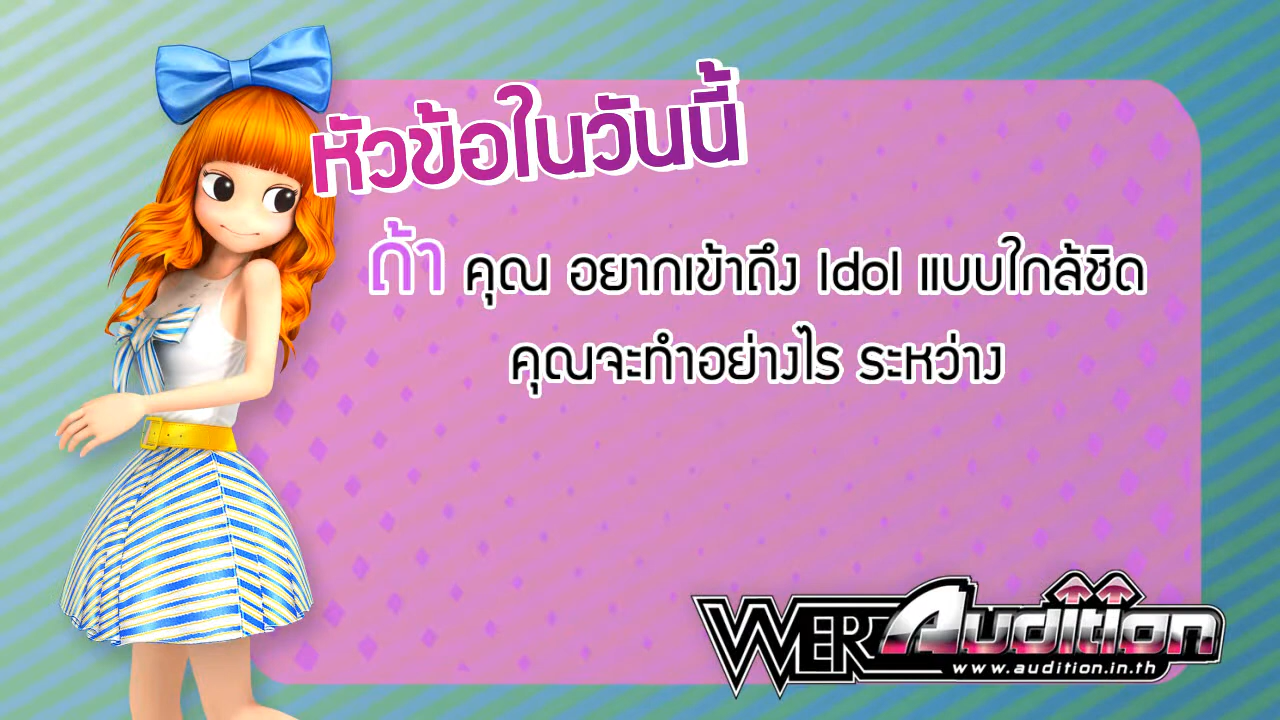 หัวข้อในวันนี้
ถ้า คุณ อยากเข้าถึง Idol แบบใกล้ชิด
คุณจะทำอย่างไร ระหว่าง
Audition
www.audition.in.th